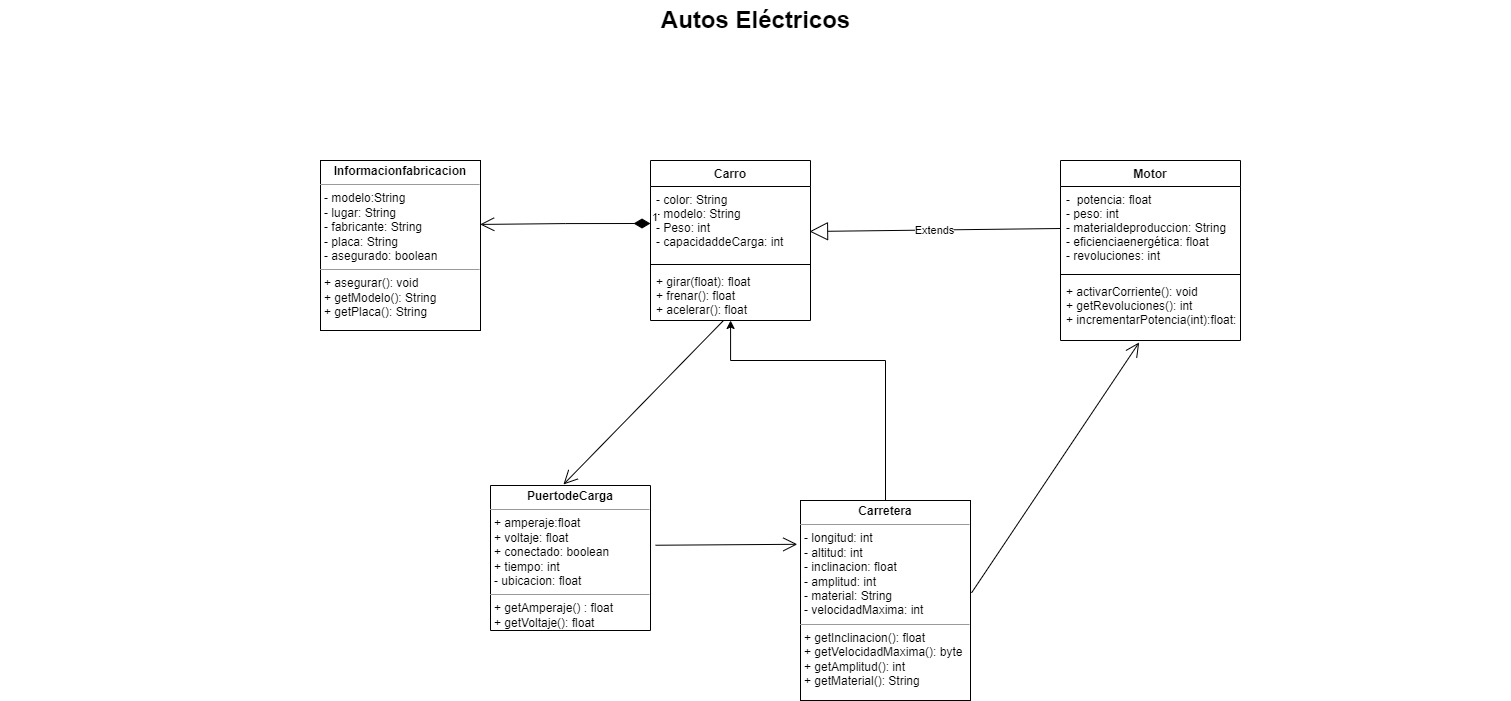 Autos Eléctricos
Informacionfabricacion
- modelo:String
- lugar: String
- fabricante: String
- placa: String
- asegurado: boolean
+ asegurar(): void
+ getModelo(): String
+ getPlaca(): String
1
Carro
- color: String
- modelo: String
- Peso: int
- capacidaddeCarga: int
+ girar(float): float
+ frenar(): float
+ acelerar(): float
Extends
Motor
- potencia: float
- peso: int
- materialdeproduccion: String
- eficienciaenergética: float
- revoluciones: int
+ activarCorriente(): void
+ getRevoluciones(): int
+ incrementarPotencia(int):float:
PuertodeCarga
+ amperaje:float
+ voltaje: float
+ conectado: boolean
+ tiempo: int
- ubicacion: float
+ getAmperaje() : float
+ getVoltaje(): float
Carretera
- longitud: int
- altitud: int
- inclinacion: float
- amplitud: int
- material: String
- velocidadMaxima: int
+ getInclinacion(): float
+ getVelocidadMaxima(): byte
+ getAmplitud(): int
+ getMaterial(): String